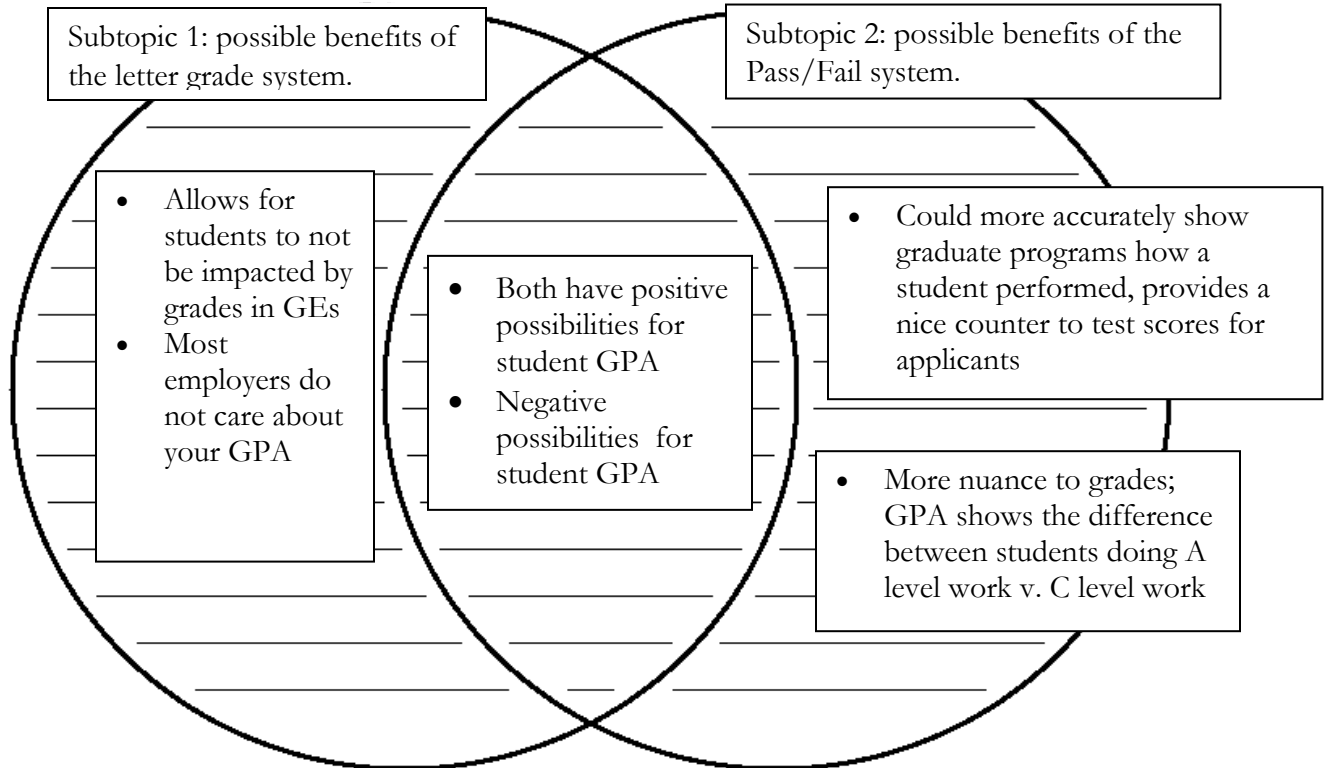 Subtopic 1: possible benefits of
the letter grade system.
Subtopic 2: possible benefits of the
Pass/Fail system.
• Allows for
students to not
be impacted by
grades in GEs
• Most
employers do
not care about
your GPA
• Both have positive
possibilities for
student GPA
• Negative
possibilities for
student GPA
• Could more accurately show
graduate programs how a
student performed, provides a
nice counter to test scores for
applicants
• More nuance to grades;
GPA shows the difference
between students doing A
level work v. C level work